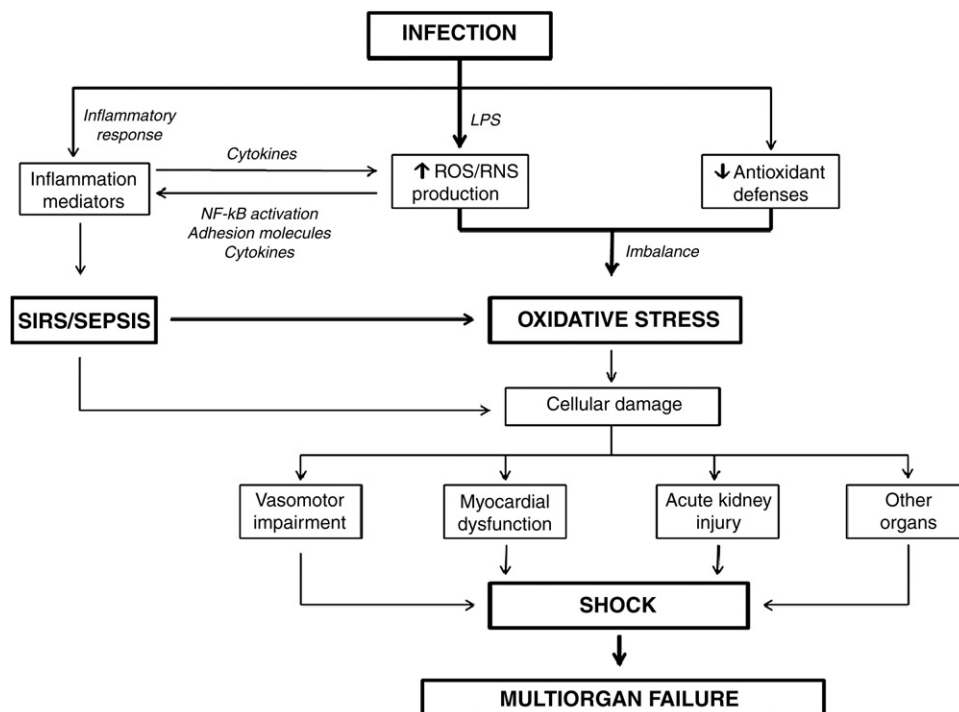 INFECTION
Inflammatory
response
LPS
Cytokines
Inflammation
mediators
↑ ROS/RNS
production
↓ Antioxidant
defenses
NF-kB activation
Adhesion molecules
Cytokines
Imbalance
SIRS/SEPSIS
OXIDATIVE STRESS
Cellular damage
Vasomotor
impairment
Myocardial
dysfunction
Acute kidney
injury
Other
organs
SHOCK
MULTIORGAN FAILURE